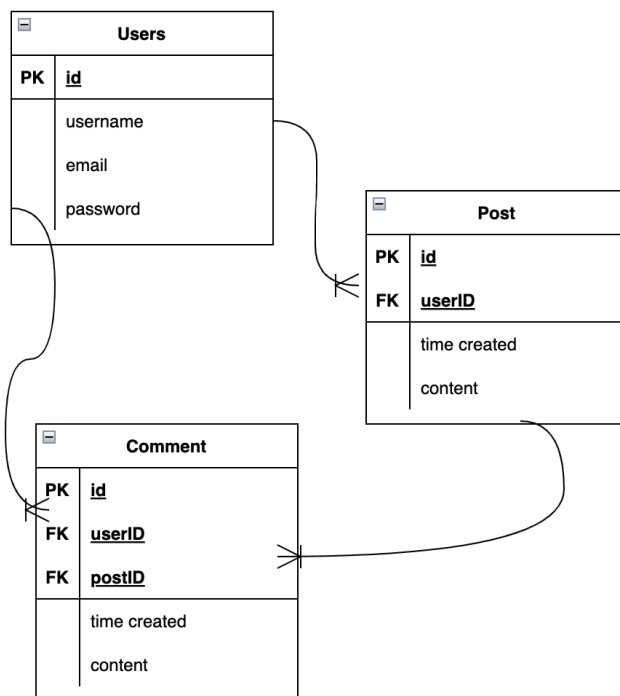 Users
PK id
username
email
password
Post
PK id
FK userID
time created
content
Comment
PK id
FK userID
FK postID
time created
content